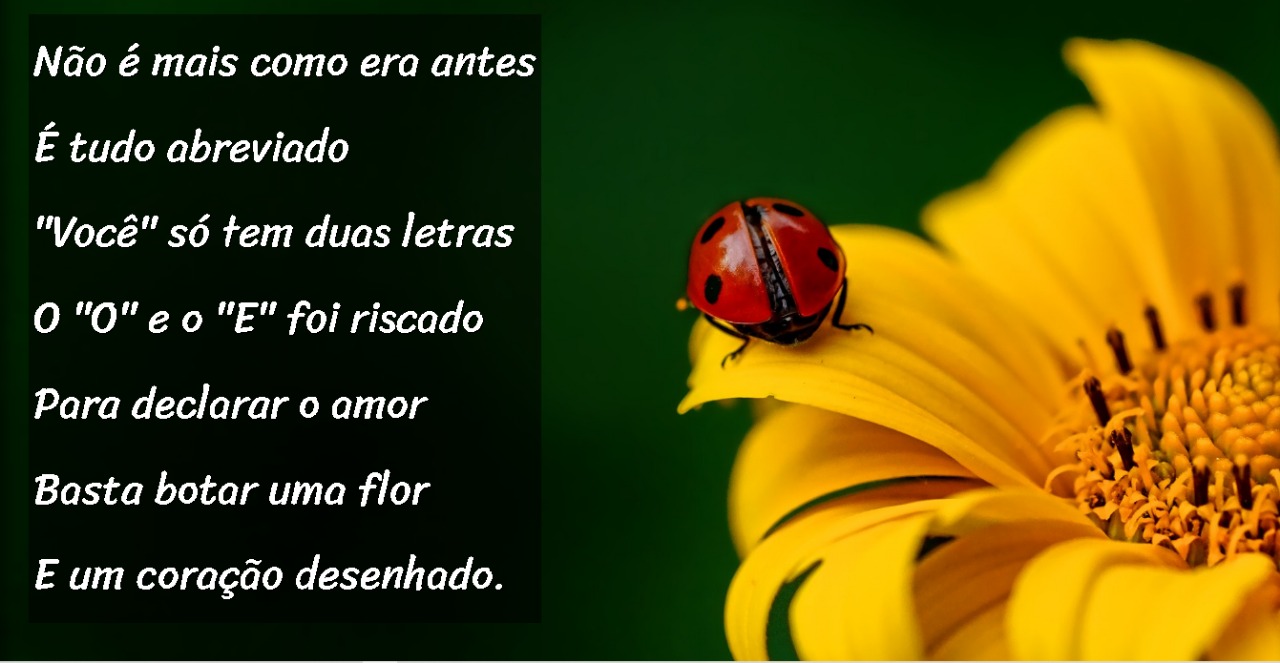 Não é mais como era antes
É tudo abreviado
"Você" só tem duas letras
O "O" e o "E" foi riscado
Para declarar o amor
Basta botar uma flor
E um coração desenhado.